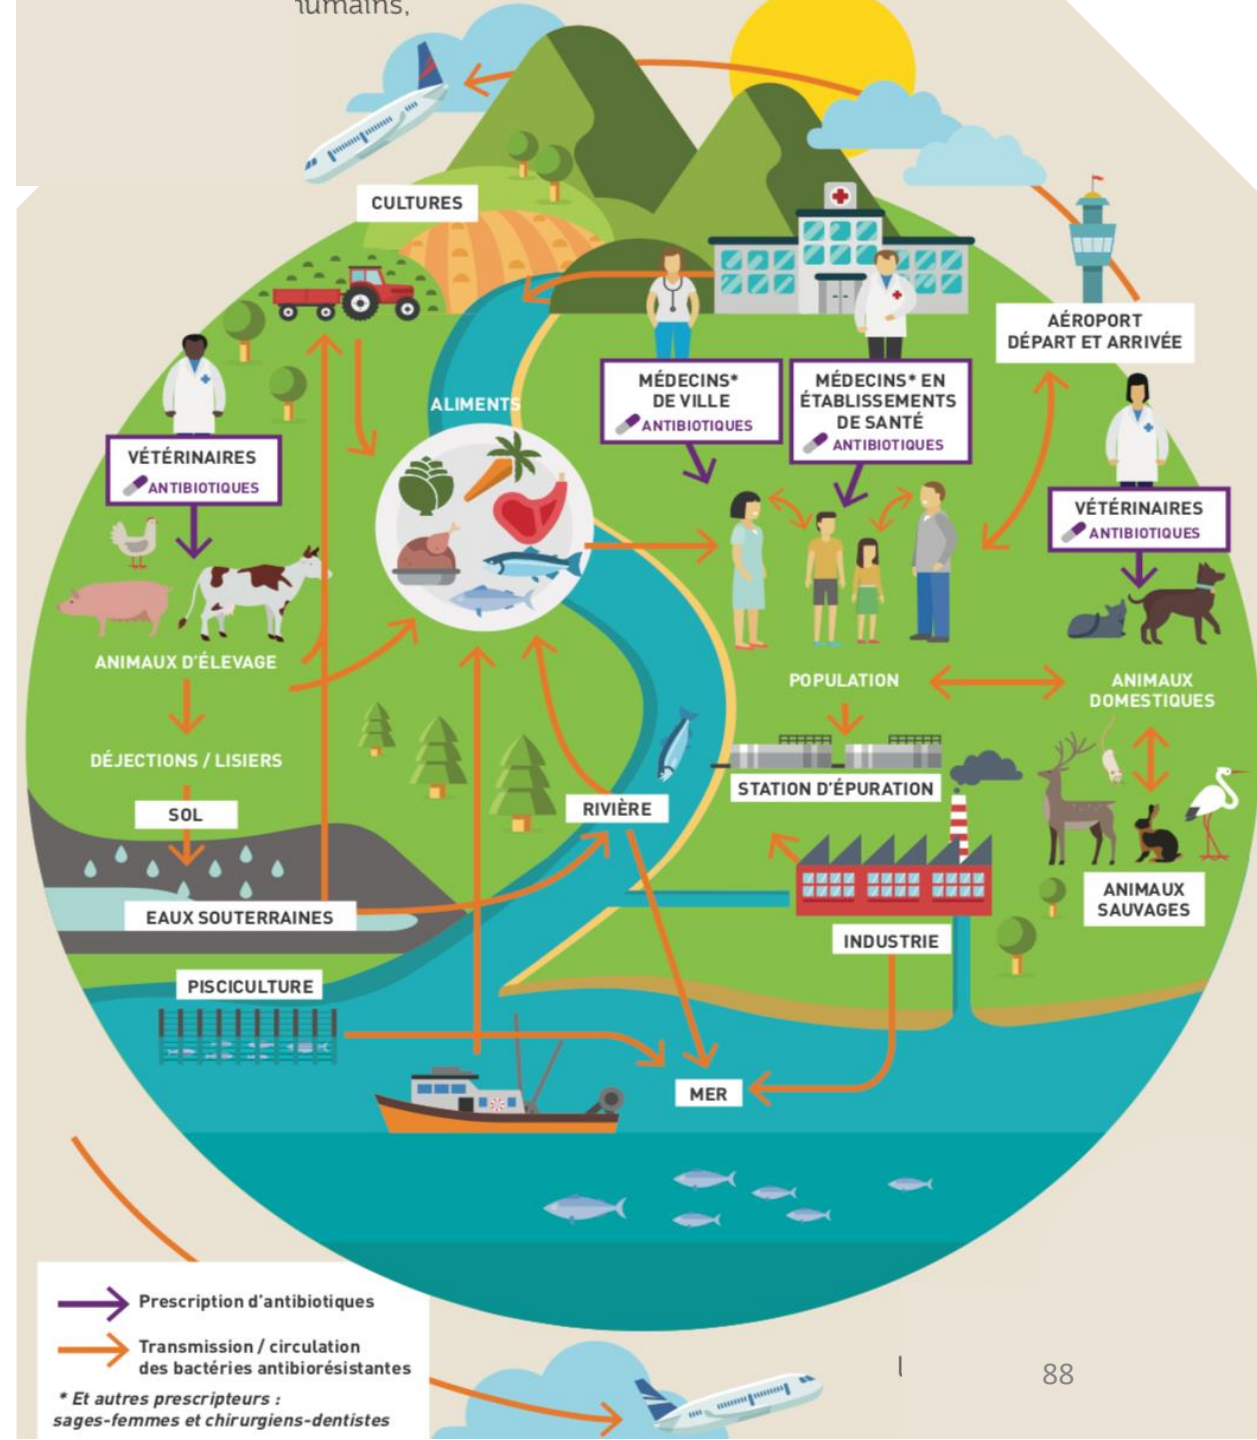 humains,
CULTURES
AÉROPORT
DÉPART ET ARRIVÉE
MÉDECINS*
DE VILLE
ANTIBIOTIQUES
MÉDECINS* EN
ÉTABLISSEMENTS
DE SANTÉ
ANTIBIOTIQUES
ALIMENTS
VÉTÉRINAIRES
ANTIBIOTIQUES
VÉTÉRINAIRES
ANTIBIOTIQUES
ANIMAUX D'ÉLEVAGE
POPULATION
ANIMAUX
DOMESTIQUES
DÉJECTIONS / LISIERS
STATION D'ÉPURATION
SOL
RIVIÈRE
ANIMAUX
SAUVAGES
EAUX SOUTERRAINES
INDUSTRIE
PISCICULTURE
MER
Prescription d'antibiotiques
Transmission / circulation
des bactéries antibiorésistantes
* Et autres prescripteurs :
sages-femmes et chirurgiens-dentistes
88